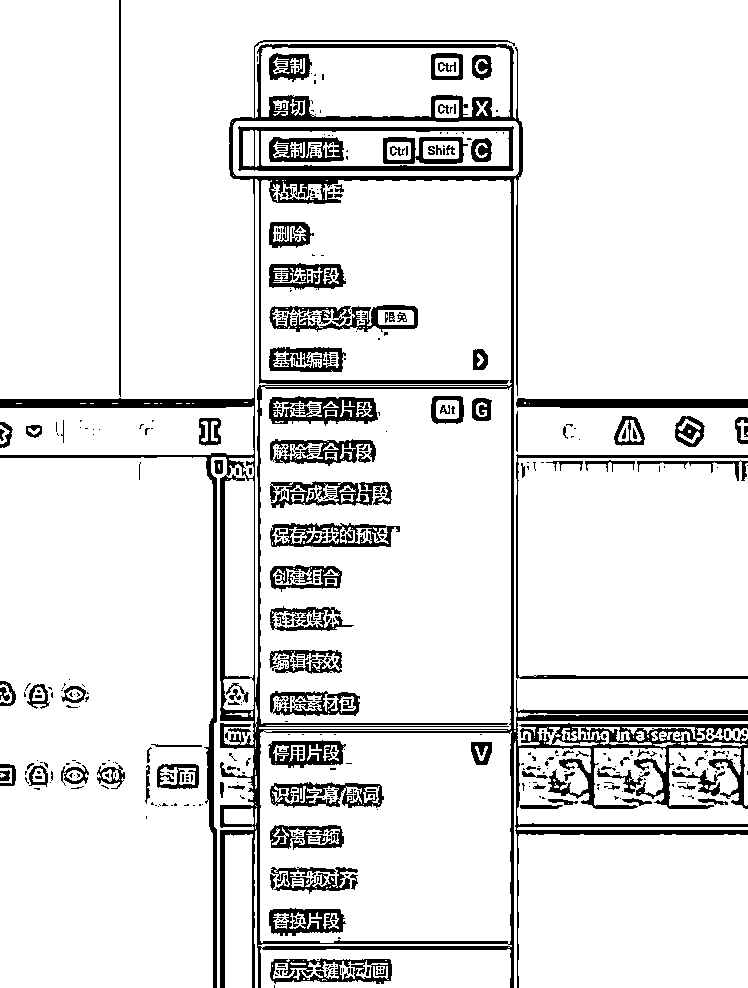 复制 Ctrl C
剪切 Ctrl X
复制属性 Ctrl Shift C
粘贴属性
删除
重选时段
智能镜头分割 限免
基础编辑
新建复合片段 Alt G
解除复合片段
预合成复合片段
保存为我的预设
创建组合
链接媒体
编辑特效
解除素材包
my
n fly-fishing in a seren 584009
停用片段 V
封面
识别字幕/歌词
分离音频
视音频对齐
替换片段
显示关键帧动画